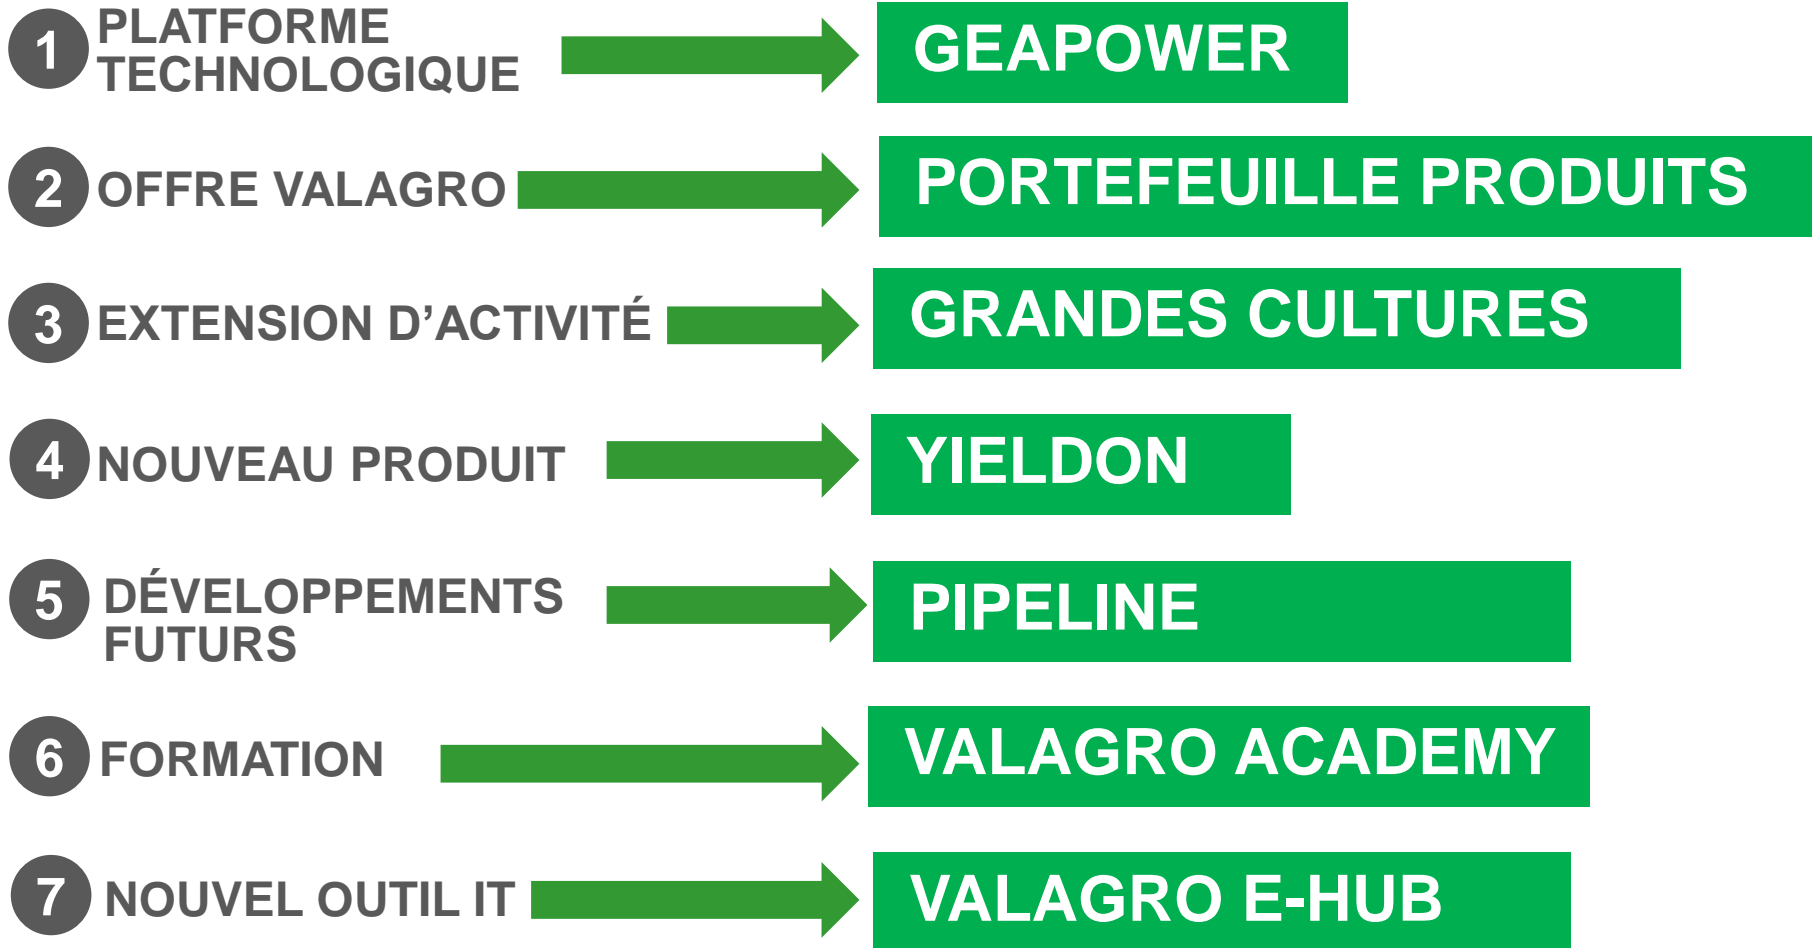 1
PLATFORME
TECHNOLOGIQUE
GEAPOWER
2
OFFRE VALAGRO
PORTEFEUILLE PRODUITS
3
EXTENSION D’ACTIVITÉ
GRANDES CULTURES
4
NOUVEAU PRODUIT
YIELDON
5
DÉVELOPPEMENTS
FUTURS
PIPELINE
6
FORMATION
VALAGRO ACADEMY
7
NOUVEL OUTIL IT
VALAGRO E-HUB